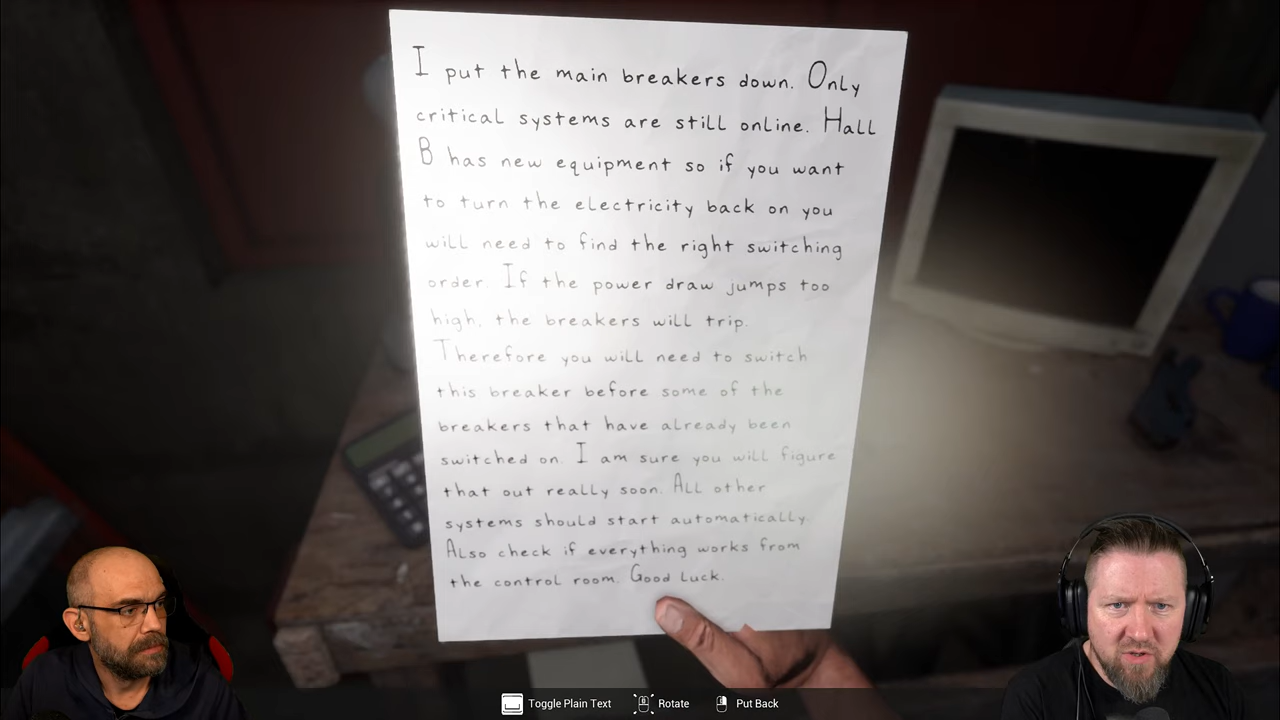 I put the main breakers down. Only
critical systems are still online. Hall
B has new equipment so if you want
to turn the electricity back on you
will need to find the right switching
order. If the power draw jumps too
high, the breakers will trip.
Therefore you will need to switch
this breaker before some of the
breakers that have already been
switched on. I am sure you will figure
that out really soon. All other
systems should start automatically.
Also check if everything works from
the control room. Good luck.
Toggle Plain Text Rotate Put Back